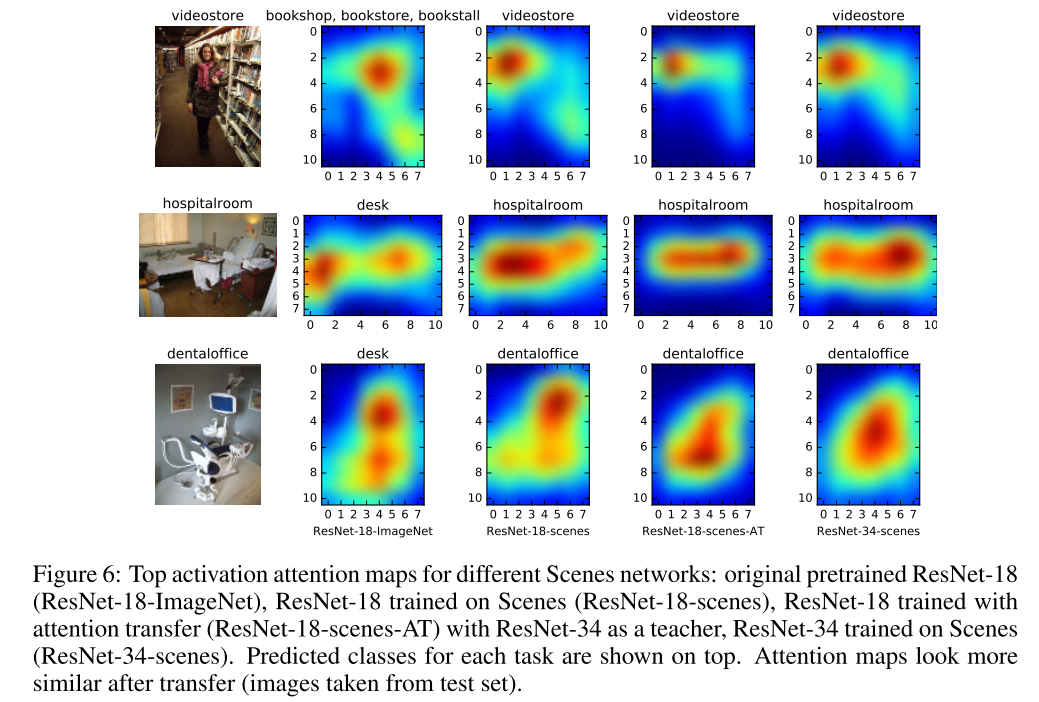 videostore bookshop, bookstore, bookstall videostore videostore videostore
0 0 0 0
2 2 2 2
4 4 4 4
6 6 6 6
8 8 8 8
10 10 10 10
0 1 2 3 4 5 6 7 0 1 2 3 4 5 6 7 0 1 2 3 4 5 6 7 0 1 2 3 4 5 6 7
hospitalroom desk hospitalroom hospitalroom hospitalroom
0 0 0 0
1 1 1 1
2 2 2 2
3 3 3 3
4 4 4 4
5 5 5 5
6 6 6 6
7 7 7 7
0 2 4 6 8 10 0 2 4 6 8 10 0 2 4 6 8 10 0 2 4 6 8 10
dentaloffice desk dentaloffice dentaloffice dentaloffice
0 0 0 0
2 2 2 2
4 4 4 4
6 6 6 6
8 8 8 8
10 10 10 10
0 1 2 3 4 5 6 7 0 1 2 3 4 5 6 7 0 1 2 3 4 5 6 7 0 1 2 3 4 5 6 7
ResNet-18-ImageNet ResNet-18-scenes ResNet-18-scenes-AT ResNet-34-scenes
Figure 6: Top activation attention maps for different Scenes networks: original pretrained ResNet-18
(ResNet-18-ImageNet), ResNet-18 trained on Scenes (ResNet-18-scenes), ResNet-18 trained with
attention transfer (ResNet-18-scenes-AT) with ResNet-34 as a teacher, ResNet-34 trained on Scenes
(ResNet-34-scenes). Predicted classes for each task are shown on top. Attention maps look more
similar after transfer (images taken from test set).